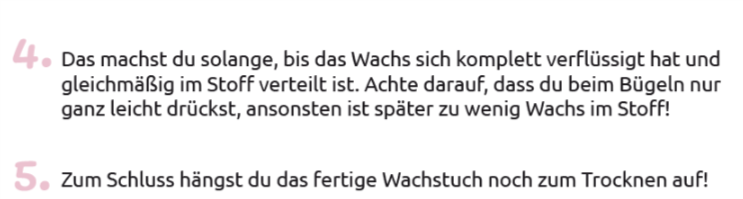 4. Das machst du solange, bis das Wachs sich komplett verflüssigt hat und
gleichmäßig im Stoff verteilt ist. Achte darauf, dass du beim Bügeln nur
ganz leicht drückst, ansonsten ist später zu wenig Wachs im Stoff!
5. Zum Schluss hängst du das fertige Wachstuch noch zum Trocknen auf!